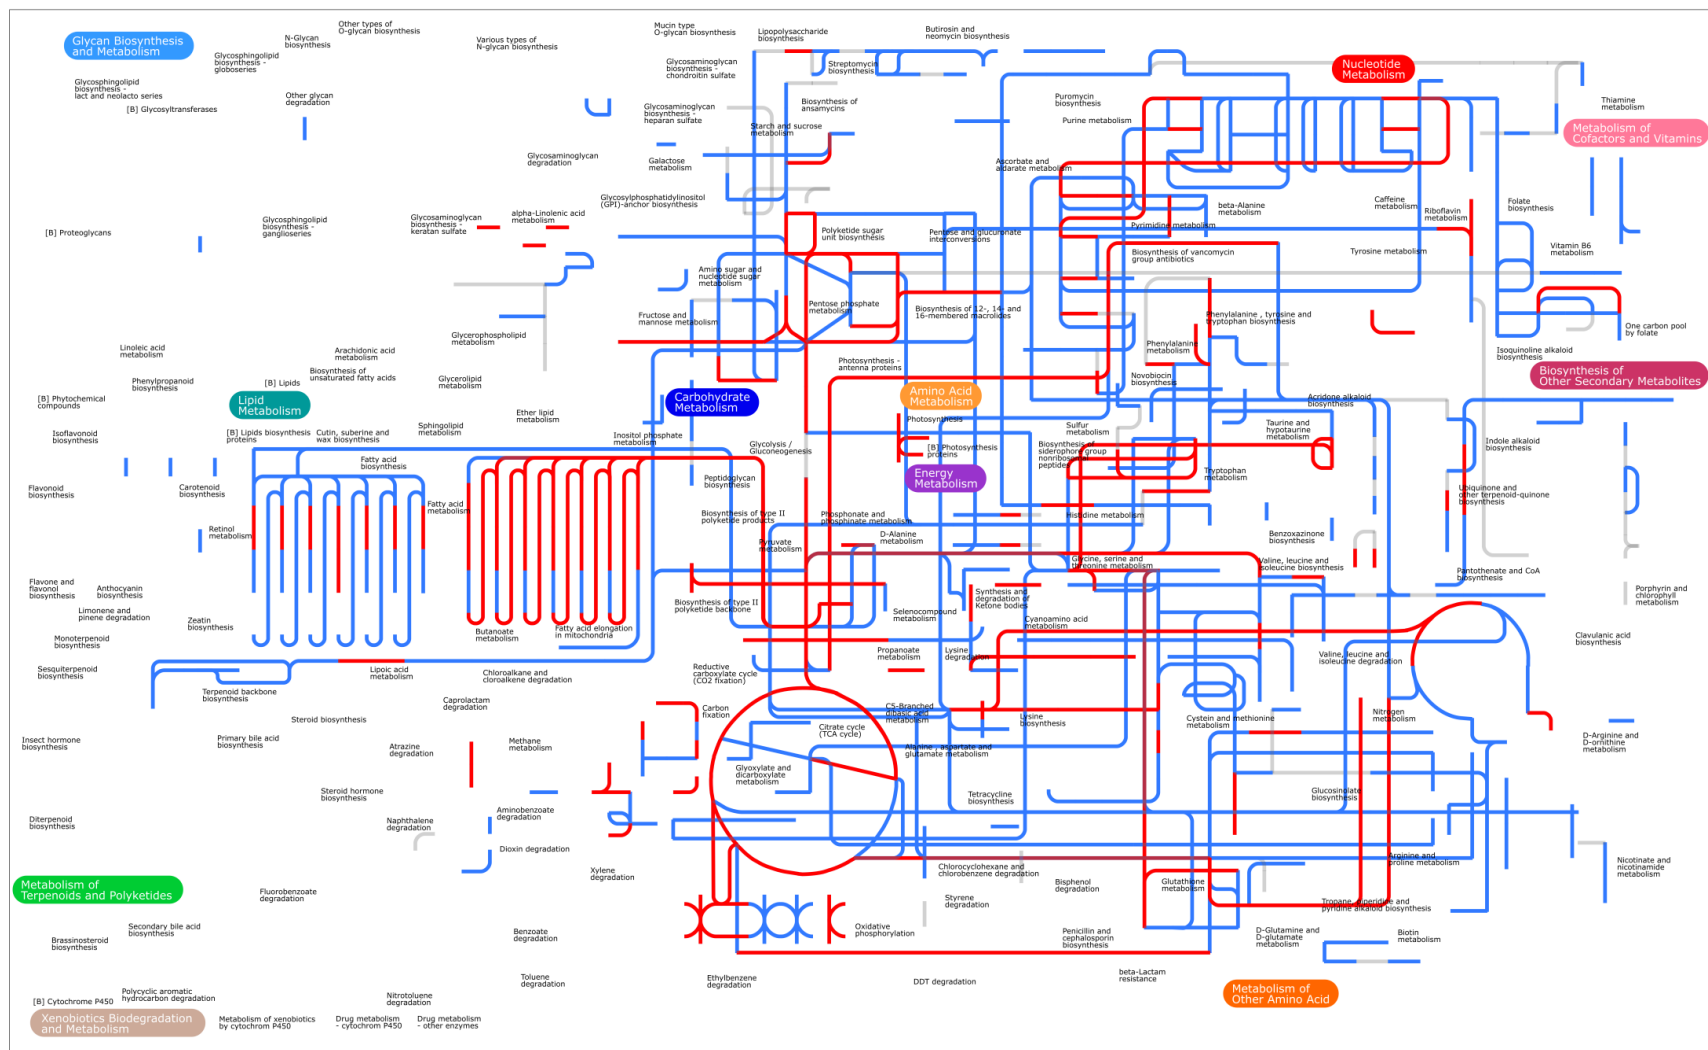 Glycan Biosynthesis
and Metabolism
Glycosphingolipid
biosynthesis -
lact and neolacto series
[B] Glycosyltransferases
Glycosphingolipid
biosynthesis -
globoseries
N-Glycan
biosynthesis
Other types of
O-glycan biosynthesis
Other glycan
degradation
Various types of
N-glycan biosynthesis
Mucin type
O-glycan biosynthesis
Glycosaminoglycan
biosynthesis -
chondroitin sulfate
Glycosaminoglycan
biosynthesis -
heparan sulfate
Glycosaminoglycan
degradation
Galactose
metabolism
Glycosylphosphatidylinositol
(GPI)-anchor biosynthesis
Lipopolysaccharide
biosynthesis
Streptomycin
biosynthesis
Biosynthesis of
ansamycins
Starch and sucrose
metabolism
Butirosin and
neomycin biosynthesis
Puromycin
biosynthesis
Purine metabolism
Ascorbate and
aldarate metabolism
Nucleotide
Metabolism
Thiamine
metabolism
Metabolism of
Cofactors and Vitamins
[B] Proteoglycans
Glycosphingolipid
biosynthesis -
ganglioseries
Glycosaminoglycan
biosynthesis -
keratan sulfate
alpha-Linolenic acid
metabolism
Polyketide sugar
unit biosynthesis
Pentose and glucuronate
interconversions
Pyrimidine metabolism
beta-Alanine
metabolism
Caffeine
metabolism
Riboflavin
metabolism
Folate
biosynthesis
Vitamin B6
metabolism
Tyrosine metabolism
Biosynthesis of vancomycin
group antibiotics
Amino sugar and
nucleotide sugar
metabolism
Pentose phosphate
metabolism
Biosynthesis of 12-, 14- and
16-membered macrolides
Fructose and
mannose metabolism
Phenylalanine , tyrosine and
tryptophan biosynthesis
Phenylalanine
metabolism
One carbon pool
by folate
Isoquinoline alkaloid
biosynthesis
Glycerophospholipid
metabolism
Linoleic acid
metabolism
Arachidonic acid
metabolism
Biosynthesis of
unsaturated fatty acids
Phenylpropanoid
biosynthesis
[B] Lipids
Glycerolipid
metabolism
Photosynthesis -
antenna proteins
Novobiocin
biosynthesis
Biosynthesis of
Other Secondary Metabolites
[B] Phytochemical
compounds
Lipid
Metabolism
Carbohydrate
Metabolism
Amino Acid
Metabolism
Acridone alkaloid
biosynthesis
Ether lipid
metabolism
Photosynthesis
Sulfur
metabolism
Taurine and
hypotaurine
metabolism
Isoflavonoid
biosynthesis
[B] Lipids biosynthesis
proteins
Cutin, suberine and
wax biosynthesis
Sphingolipid
metabolism
Inositol phosphate
metabolism
Glycolysis /
Gluconeogenesis
[B] Photosynthesis
proteins
Biosynthesis of
siderophore group
nonribosomal
peptides
Indole alkaloid
biosynthesis
Fatty acid
biosynthesis
Energy
Metabolism
Tryptophan
metabolism
Peptidoglycan
biosynthesis
Flavonoid
biosynthesis
Carotenoid
biosynthesis
Fatty acid
metabolism
Ubiquinone and
other terpenoid-quinone
biosynthesis
Retinol
metabolism
Biosynthesis of type II
polyketide products
Phosphonate and
phosphinate metabolism
Histidine metabolism
D-Alanine
metabolism
Benzoxazinone
biosynthesis
Pyruvate
metabolism
Glycine, serine and
threonine metabolism
Valine, leucine and
isoleucine biosynthesis
Pantothenate and CoA
biosynthesis
Flavone and
flavonol
biosynthesis
Anthocyanin
biosynthesis
Limonene and
pinene degradation
Zeatin
biosynthesis
Biosynthesis of type II
polyketide backbone
Selenocompound
metabolism
Synthesis and
degradation of
Ketone bodies
Cyanoamino acid
metabolism
Porphyrin and
chlorophyll
metabolism
Butanoate
metabolism
Fatty acid elongation
in mitochondria
Monoterpenoid
biosynthesis
Clavulanic acid
biosynthesis
Propanoate
metabolism
Lysine
degradation
Valine, leucine and
isoleucine degradation
Sesquiterpenoid
biosynthesis
Lipoic acid
metabolism
Chloroalkane and
cloroalkene degradation
Reductive
carboxylate cycle
(CO2 fixation)
Terpenoid backbone
biosynthesis
Caprolactam
degradation
Carbon
fixation
C5-Branched
dibasic acid
metabolism
Lysine
biosynthesis
Cystein and methionine
metabolism
Nitrogen
metabolism
Steroid biosynthesis
Citrate cycle
(TCA cycle)
Insect hormone
biosynthesis
Primary bile acid
biosynthesis
Atrazine
degradation
Methane
metabolism
Alanine , aspartate and
glutamate metabolism
D-Arginine and
D-ornithine
metabolism
Glyoxylate and
dicarboxylate
metabolism
Steroid hormone
biosynthesis
Tetracycline
biosynthesis
Glucosinolate
biosynthesis
Aminobenzoate
degradation
Diterpenoid
biosynthesis
Naphthalene
degradation
Dioxin degradation
Xylene
degradation
Chlorocyclohexane and
chlorobenzene degradation
Bisphenol
degradation
Glutathione
metabolism
Arginine and
proline metabolism
Nicotinate and
nicotinamide
metabolism
Metabolism of
Terpenoids and Polyketides
Fluorobenzoate
degradation
Styrene
degradation
Tropane, piperidine and
pyridine alkaloid biosynthesis
Secondary bile acid
biosynthesis
Brassinosteroid
biosynthesis
Benzoate
degradation
Oxidative
phosphorylation
Penicillin and
cephalosporin
biosynthesis
D-Glutamine and
D-glutamate
metabolism
Biotin
metabolism
Toluene
degradation
Ethylbenzene
degradation
DDT degradation
beta-Lactam
resistance
Metabolism of
Other Amino Acid
[B] Cytochrome P450
Polycyclic aromatic
hydrocarbon degradation
Nitrotoluene
degradation
Xenobiotics Biodegradation
and Metabolism
Metabolism of xenobiotics
by cytochrom P450
Drug metabolism
- cytochrom P450
Drug metabolism
- other enzymes